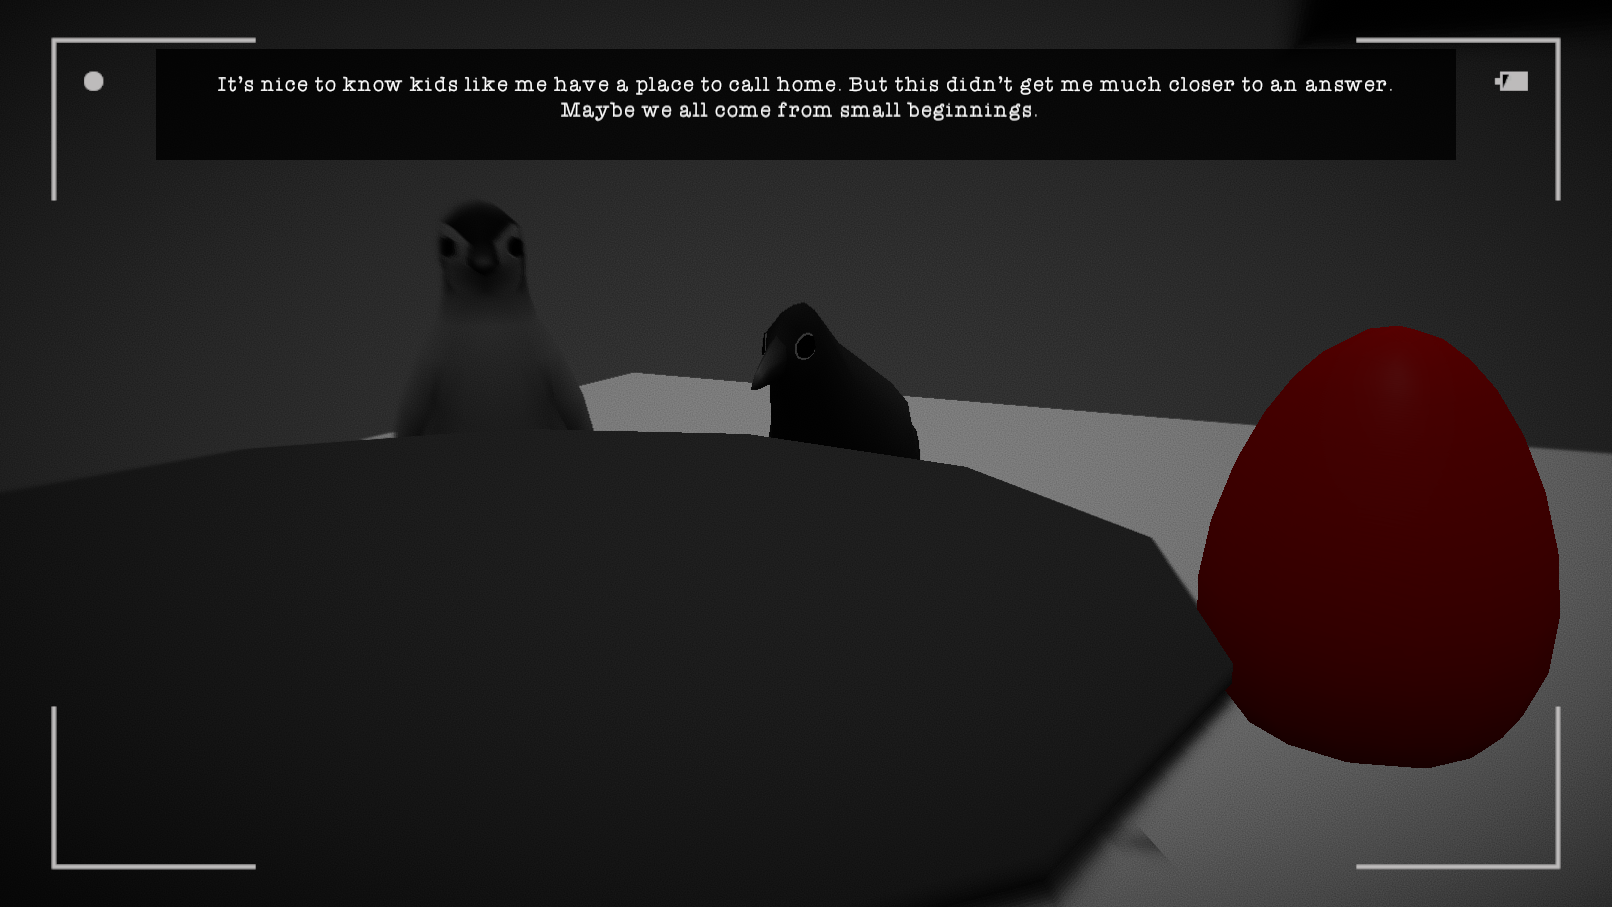 It's nice to know kids like me have a place to call home. But this didn't get me much closer to an answer.
Maybe we all come from small beginnings.